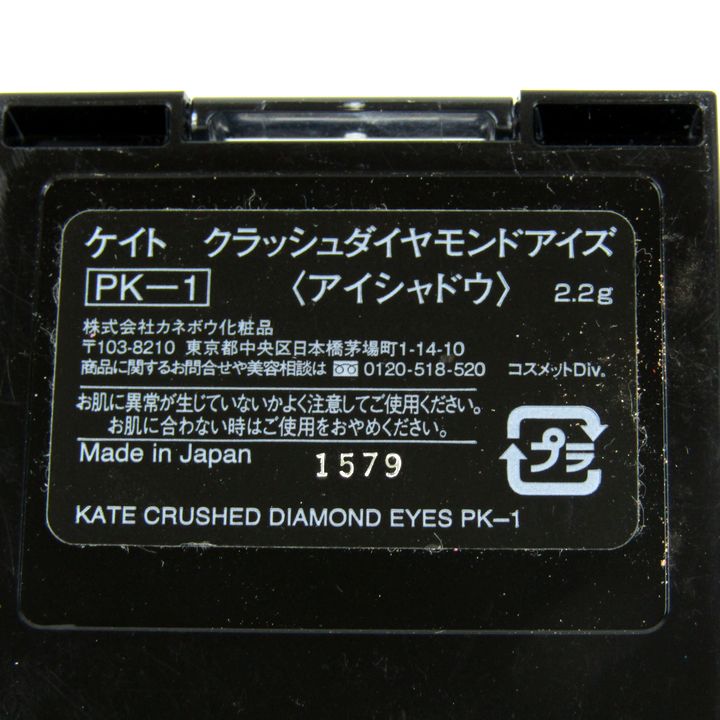 ケイト クラッシュダイヤモンドアイズ
PK-1 〈アイシャドウ〉 2.2g
株式会社カネボウ化粧品
〒103-8210 東京都中央区日本橋茅場町1-14-10
商品に関するお問合せや美容相談は 0120-518-520 コスメットDiv.
お肌に異常が生じていないかよく注意してご使用ください。
お肌に合わない時はご使用をおやめください。
プラ
Made in Japan 1579
KATE CRUSHED DIAMOND EYES PK-1